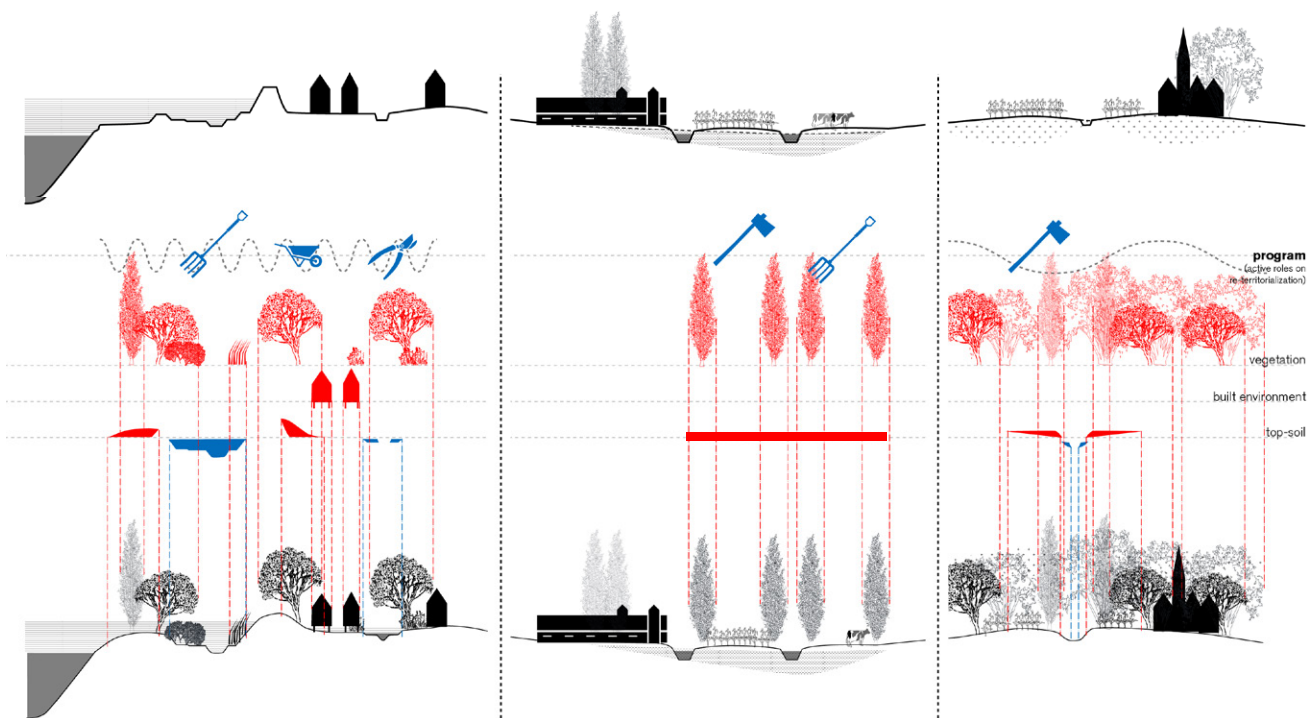 program
(active roles on
re-territorialization)
vegetation
built environment
top-soil